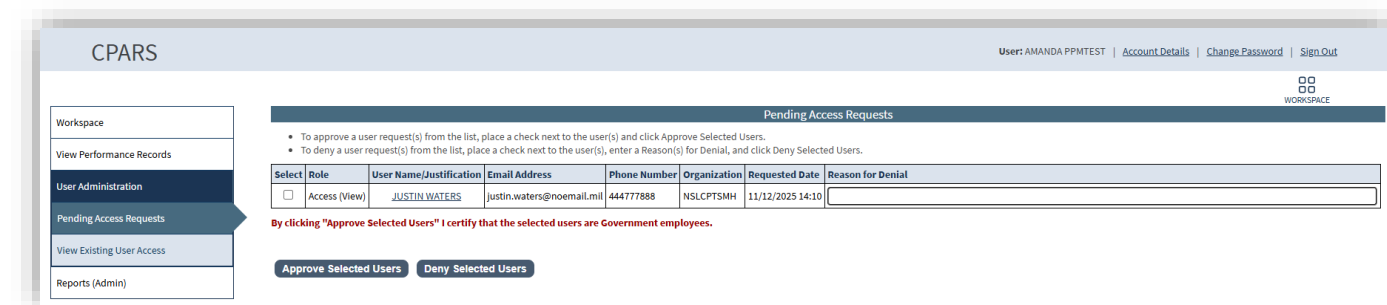 CPARS
User: AMANDA PPMTEST | Account Details | Change Password | Sign Out
WORKSPACE
Workspace
View Performance Records
User Administration
Pending Access Requests
View Existing User Access
Reports (Admin)
Pending Access Requests
• To approve a user request(s) from the list, place a check next to the user(s) and click Approve Selected Users.
• To deny a user request(s) from the list, place a check next to the user(s), enter a Reason(s) for Denial, and click Deny Selected Users.
Select Role User Name/Justification Email Address Phone Number Organization Requested Date Reason for Denial
Access (View) JUSTIN WATERS justin.waters@noemail.mil 444777888 NSLCPTSMH 11/12/2025 14:10
By clicking "Approve Selected Users" I certify that the selected users are Government employees.
Approve Selected Users Deny Selected Users